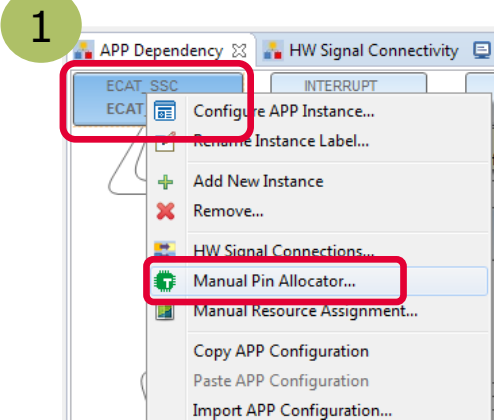 1
APP Dependency HW Signal Connectivity
ECAT_SSC INTERRUPT
ECAT_
Configure APP Instance...
Rename Instance Label...
Add New Instance
Remove...
HW Signal Connections...
Manual Pin Allocator...
Manual Resource Assignment...
Copy APP Configuration
Paste APP Configuration
Import APP Configuration...